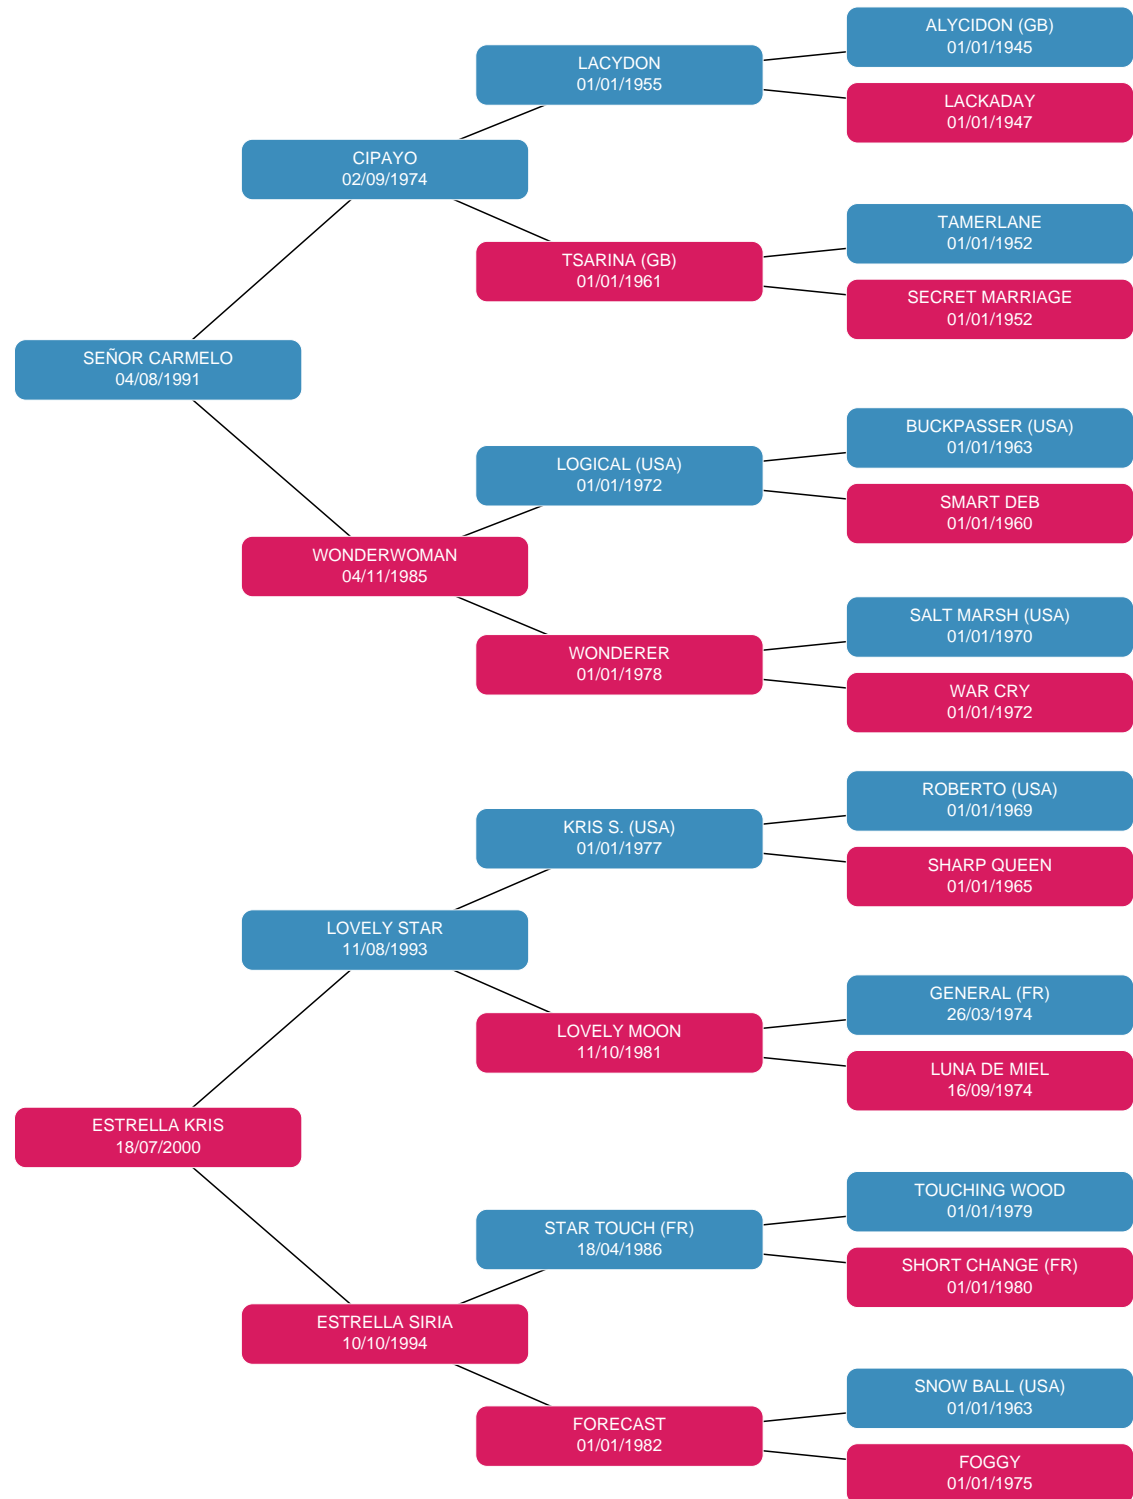 ALYCIDON (GB)
01/01/1945
LACYDON
01/01/1955
LACKADAY
01/01/1947
CIPAYO
02/09/1974
TAMERLANE
01/01/1952
TSARINA (GB)
01/01/1961
SECRET MARRIAGE
01/01/1952
SEÑOR CARMELO
04/08/1991
BUCKPASSER (USA)
01/01/1963
LOGICAL (USA)
01/01/1972
SMART DEB
01/01/1960
WONDERWOMAN
04/11/1985
SALT MARSH (USA)
01/01/1970
WONDERER
01/01/1978
WAR CRY
01/01/1972
ROBERTO (USA)
01/01/1969
KRIS S. (USA)
01/01/1977
SHARP QUEEN
01/01/1965
LOVELY STAR
11/08/1993
GENERAL (FR)
26/03/1974
LOVELY MOON
11/10/1981
LUNA DE MIEL
16/09/1974
ESTRELLA KRIS
18/07/2000
TOUCHING WOOD
01/01/1979
STAR TOUCH (FR)
18/04/1986
SHORT CHANGE (FR)
01/01/1980
ESTRELLA SIRIA
10/10/1994
SNOW BALL (USA)
01/01/1963
FORECAST
01/01/1982
FOGGY
01/01/1975